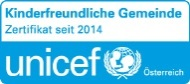 Kinderfreundliche Gemeinde
Zertifikat seit 2014
unicef
Österreich